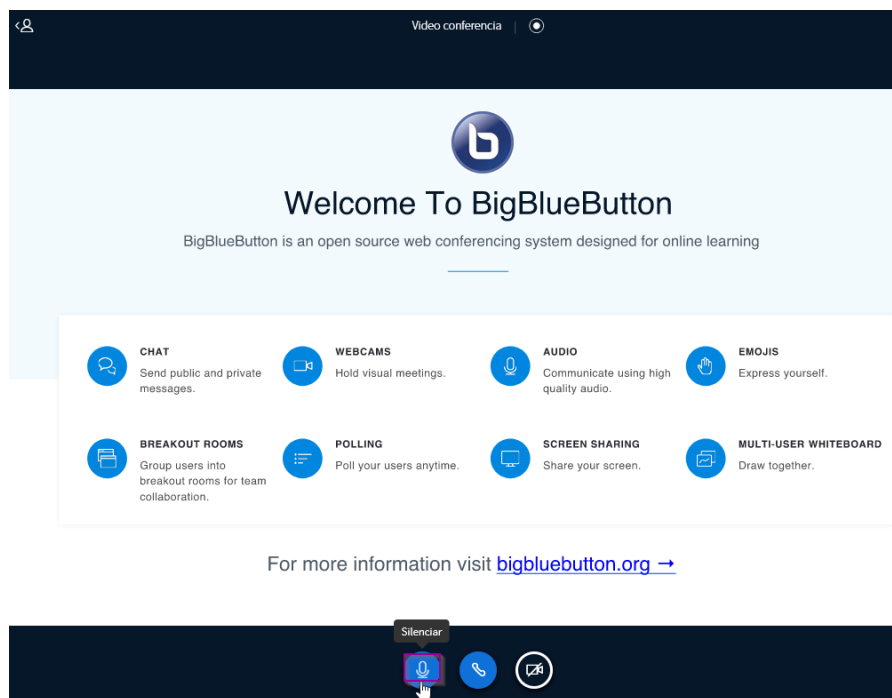 Video conferencia
Welcome To BigBlueButton
BigBlueButton is an open source web conferencing system designed for online learning
CHAT
Send public and private
messages.
WEBCAMS
Hold visual meetings.
AUDIO
Communicate using high
quality audio.
EMOJIS
Express yourself.
BREAKOUT ROOMS
Group users into
breakout rooms for team
collaboration.
POLLING
Poll your users anytime.
SCREEN SHARING
Share your screen.
MULTI-USER WHITEBOARD
Draw together.
For more information visit bigbluebutton.org →
Silenciar